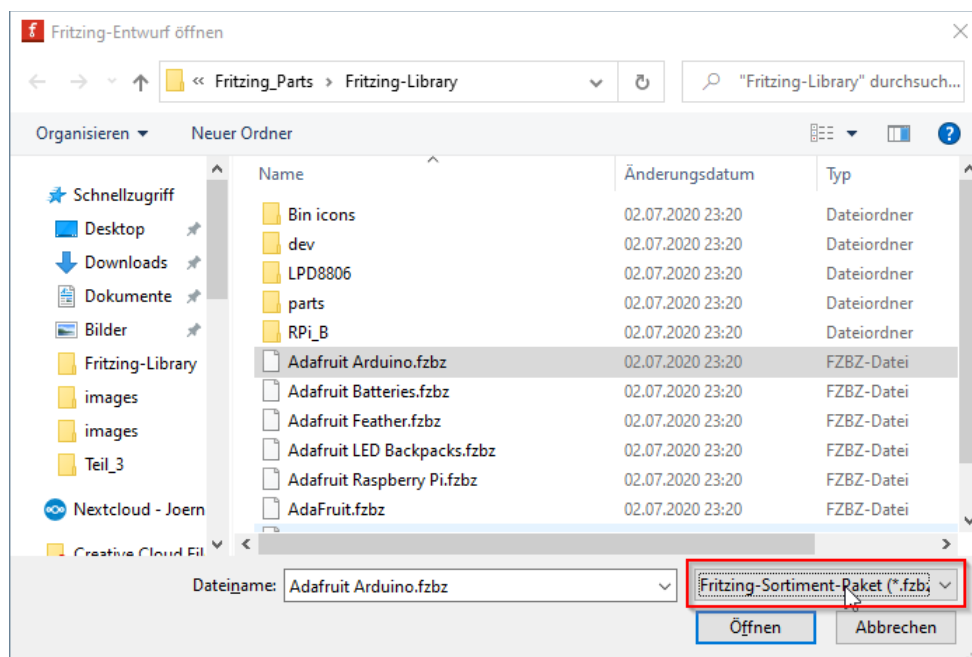 Fritzing-Entwurf öffnen
« Fritzing_Parts › Fritzing-Library
"Fritzing-Library" durchsuch...
Organisieren Neuer Ordner
Name Änderungsdatum Typ
Schnellzugriff
Desktop
Downloads
Dokumente
Bilder
Fritzing-Library
images
images
Teil_3
Nextcloud - Joern
Creative Cloud Fil
Bin icons 02.07.2020 23:20 Dateiordner
dev 02.07.2020 23:20 Dateiordner
LPD8806 02.07.2020 23:20 Dateiordner
parts 02.07.2020 23:20 Dateiordner
RPi_B 02.07.2020 23:20 Dateiordner
Adafruit Arduino.fzbz 02.07.2020 23:20 FZBZ-Datei
Adafruit Batteries.fzbz 02.07.2020 23:20 FZBZ-Datei
Adafruit Feather.fzbz 02.07.2020 23:20 FZBZ-Datei
Adafruit LED Backpacks.fzbz 02.07.2020 23:20 FZBZ-Datei
Adafruit Raspberry Pi.fzbz 02.07.2020 23:20 FZBZ-Datei
AdaFruit.fzbz 02.07.2020 23:20 FZBZ-Datei
Dateiname: Adafruit Arduino.fzbz
Fritzing-Sortiment-Paket (*.fzbz
Öffnen Abbrechen